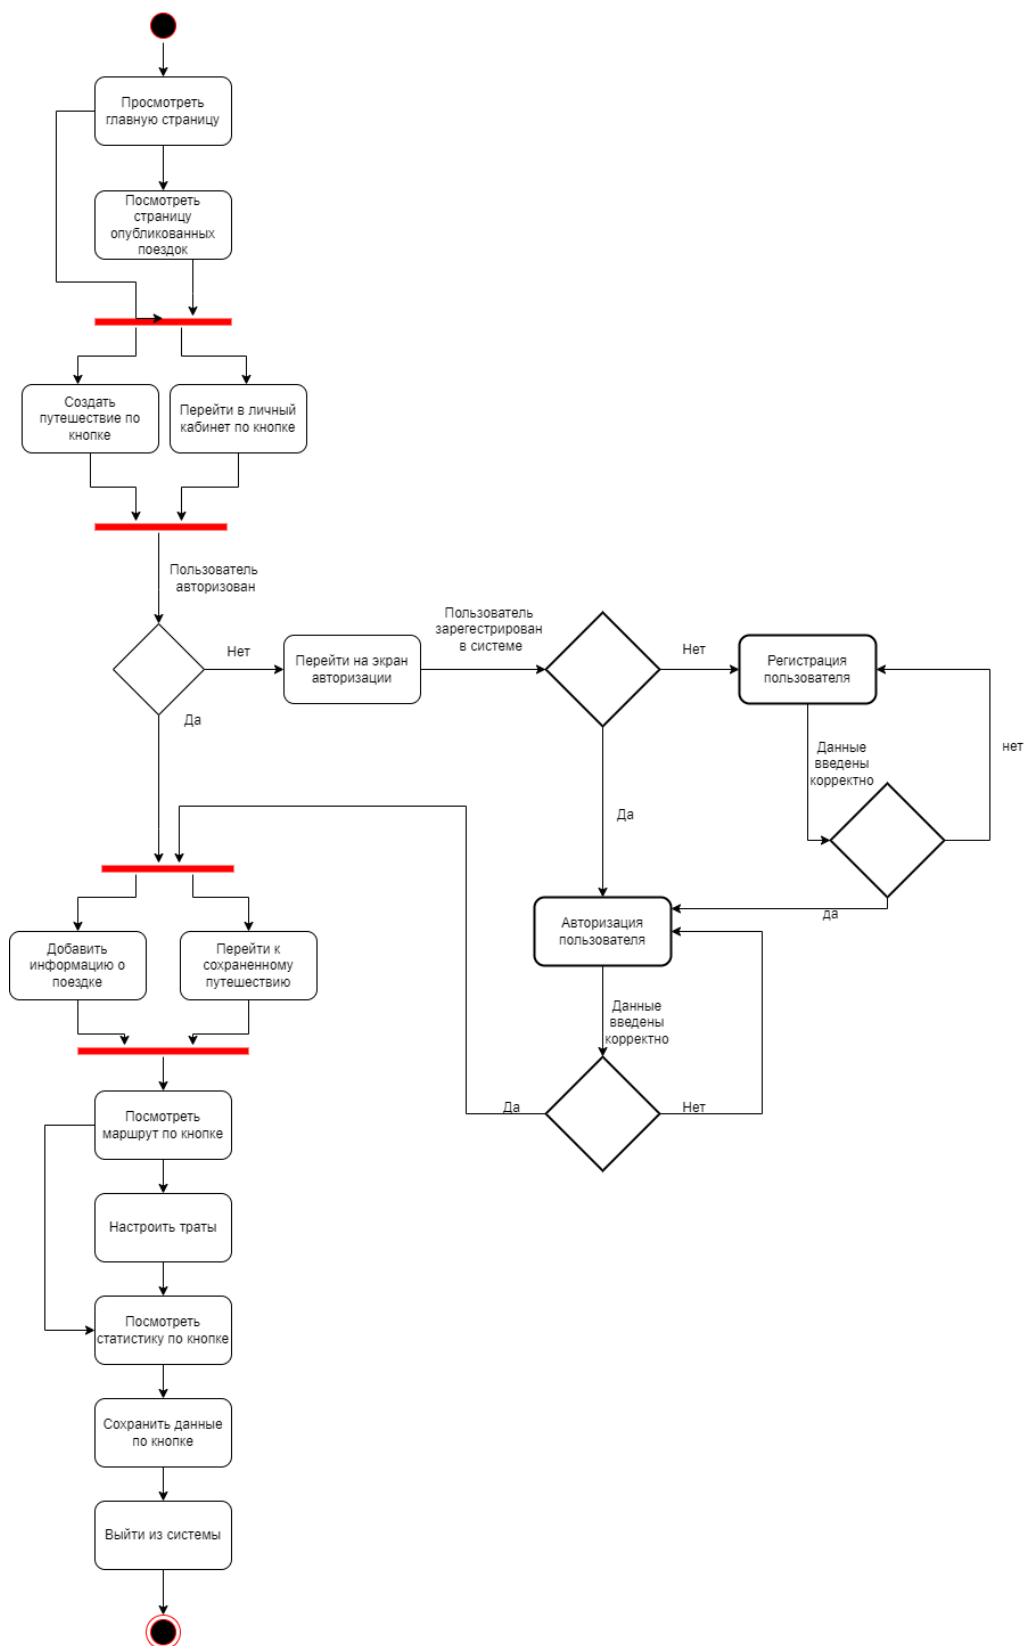 Просмотреть
главную страницу
Посмотреть
страницу
опубликованных
поездок
Создать
путешествие по
кнопке
Перейти в личный
кабинет по кнопке
Пользователь
авторизован
Нет
Перейти на экран
авторизации
Пользователь
зарегестрирован
в системе
Нет
Регистрация
пользователя
Да
Данные
введены
корректно
нет
Да
да
Авторизация
пользователя
Добавить
информацию о
поездке
Перейти к
сохраненному
путешествию
Данные
введены
корректно
Да
Нет
Посмотреть
маршрут по кнопке
Настроить траты
Посмотреть
статистику по кнопке
Сохранить данные
по кнопке
Выйти из системы